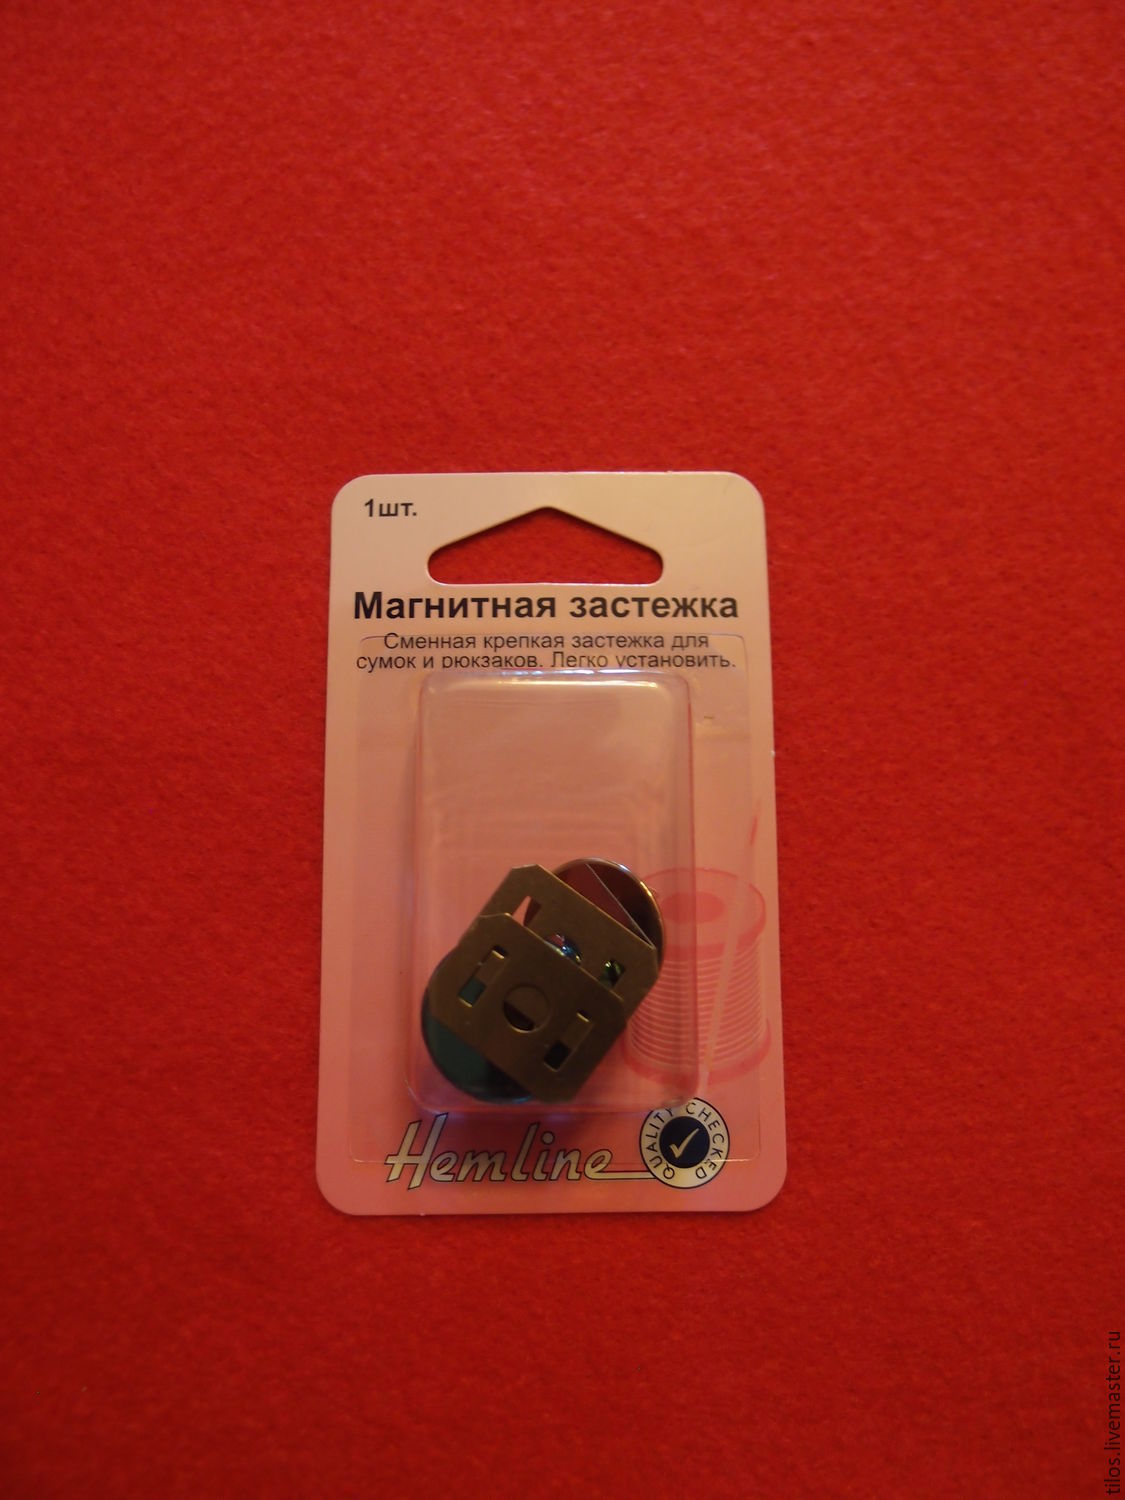 1шт.
Магнитная застежка
Сменная крепкая застежка для
сумок и рюкзаков. Легко установить.
Hemline
QUALITY CHECKED
tilos.livemaster.ru